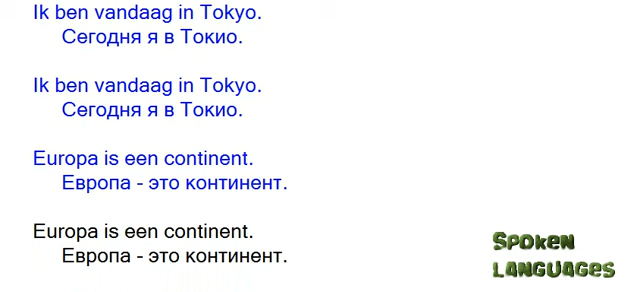 Ik ben vandaag in Tokyo.
Сегодня я в Токио.
Ik ben vandaag in Tokyo.
Сегодня я в Токио.
Europa is een continent.
Европа - это континент.
Europa is een continent.
Европа - это континент.
SPOKEN
LANGUAGES